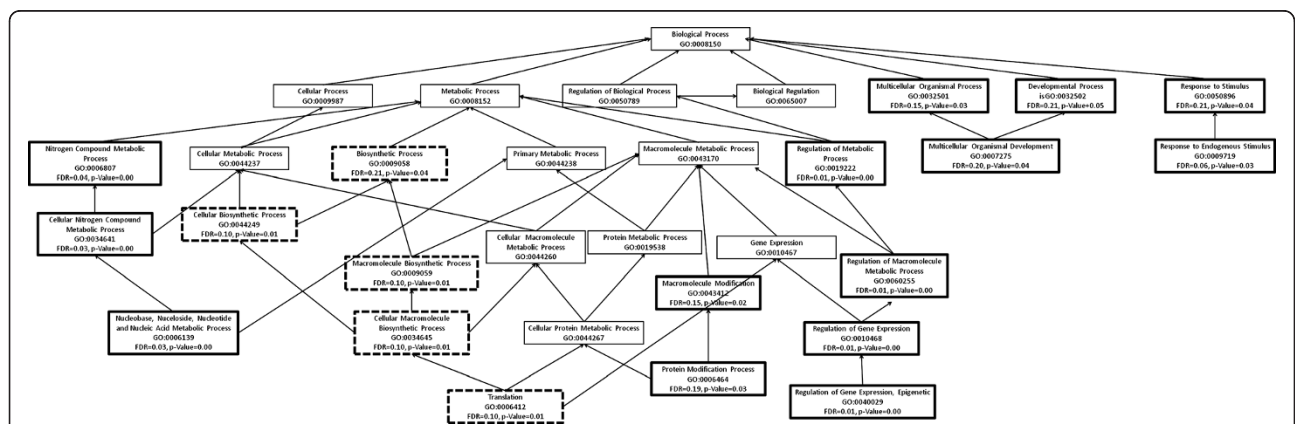 Biological Process
GO:0008150
Cellular Process
GO:0009987
Metabolic Process
GO:0008152
Regulation of Biological Process
GO:0050789
Biological Regulation
GO:0065007
Multicellular Organismal Process
GO:0032501
FDR=0.15, p-Value=0.03
Developmental Process
isGO:0032502
FDR=0.21, p-Value+0.05
Response to Stimulus
GO:0050896
FDR=0.21, p-Value=0.04
Nitrogen Compound Metabolic
Process
GO:0006807
FDR=0.04, p-Value=0.00
Cellular Metabolic Process
GO:0044237
Biosynthetic Process
GO:0009058
FDR=0.21, p-Value=0.04
Primary Metabolic Process
GO:0044238
Macromolecule Metabolic Process
GO:0043170
Regulation of Metabolic
Process
GO:0019222
FDR=0.01, p-Value=0.00
Multicellular Organismal Development
GO:0007275
FDR=0.20, p-Value=0.04
Response to Endogenous Stimulus
GO:0009719
FDR=0.06, p-Value=0.03
Cellular Nitrogen Compound
Metabolic Process
GO:0034641
FDR=0.03, p-Value=0.00
Cellular Biosynthetic Process
GO:0044249
FDR=0.10, p-Value=0.01
Cellular Macromolecule
Metabolic Process
GO:0044260
Protein Metabolic Process
GO:0019538
Gene Expression
GO:0010467
Macromolecule Biosynthetic Process
GO:0009059
FDR=0.10, p-Value=0.01
Macromolecule Modification
GO:0043412
FDR=0.15, p-Value=0.02
Regulation of Macromolecule
Metabolic Process
GO:0060255
FDR=0.01, p-Value=0.00
Nucleobase, Nuceloside, Nucleotide
and Nucleic Acid Metabolic Process
GO:0006139
FDR=0.03, p-Value=0.00
Cellular Macromolecule
Biosynthetic Process
GO:0034645
FDR=0.10, p-Value=0.01
Cellular Protein Metabolic Process
GO:0044267
Regulation of Gene Expression
GO:0010468
FDR=0.01, p-Value=0.00
Translation
GO:0006412
FDR=0.10, p-Value=0.01
Protein Modification Process
GO:0006464
FDR=0.19, p-Value=0.03
Regulation of Gene Expression, Epigenetic
GO:0040029
FDR=0.01, p-Value=0.00